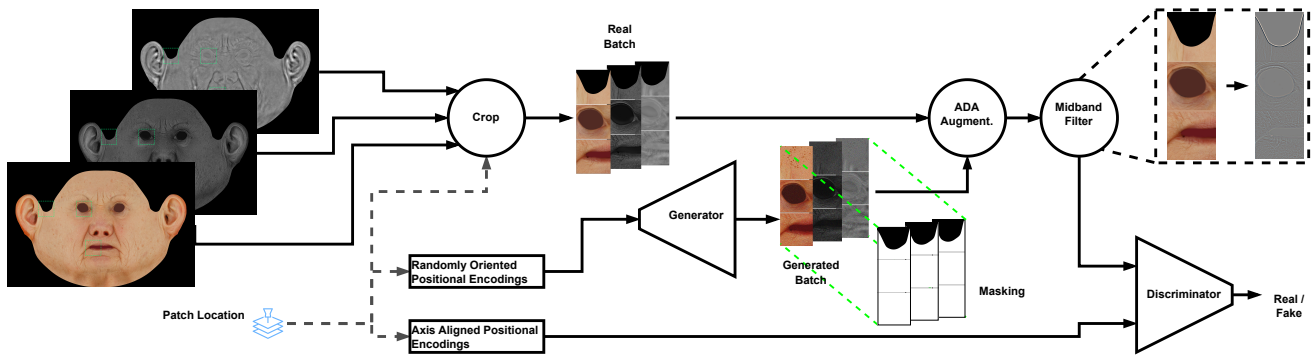 Real
Batch
Crop
ADA
Augment.
Midband
Filter
Generator
Randomly Oriented
Positional Encodings
Generated
Batch
Masking
Discriminator
Real /
Fake
Patch Location
Axis Aligned Positional
Encodings